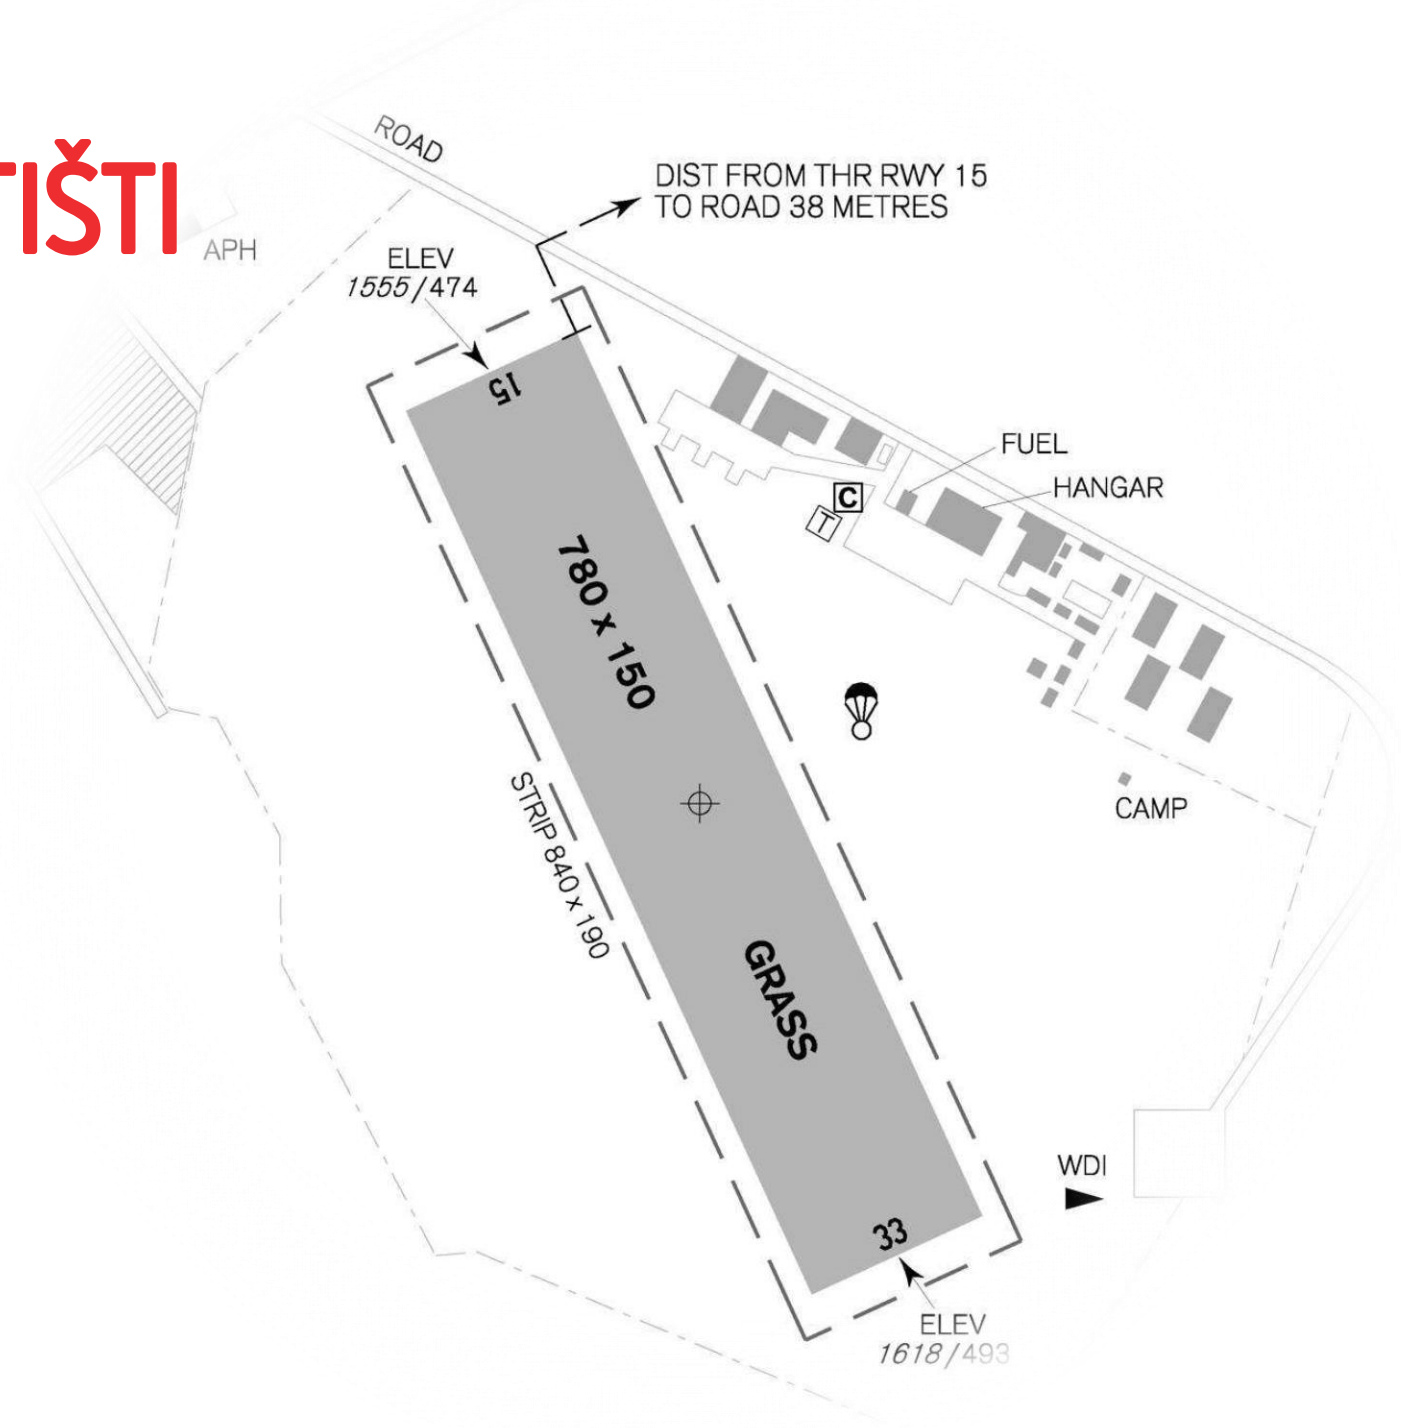 ROAD
TIŠTI
DIST FROM THR RWY 15
TO ROAD 38 METRES
APH
ELEV
1555/474
15
FUEL
HANGAR
C
T
780 x 150
STRIP 840 x 190
CAMP
GRASS
WDI
33
ELEV
1618/493